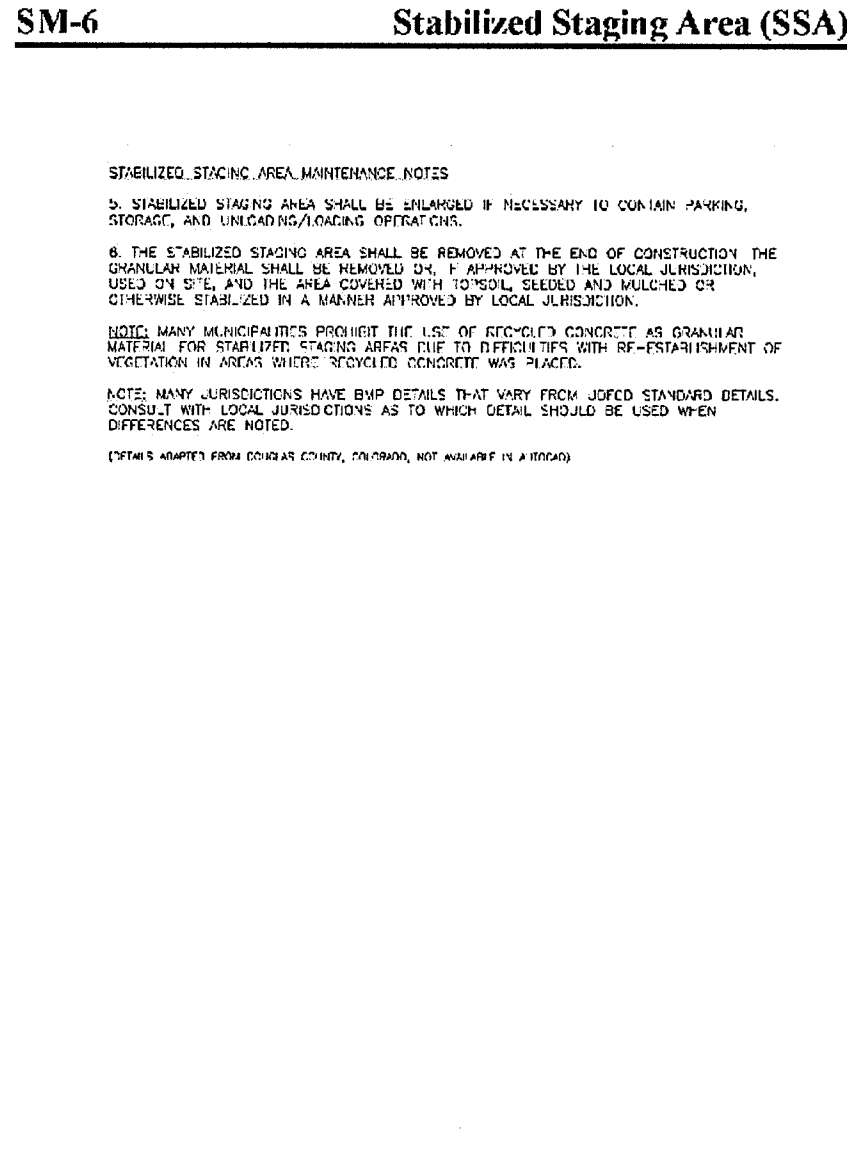 SM-6 Stabilized Staging Area (SSA)
STABILIZED STAGING AREA MAINTENANCE NOTES
5. STABILIZED STAGING AREA SHALL BE ENLARGED IF NECESSARY TO CONTAIN PARKING,
STORAGE, AND UNLOADING/LOADING OPERATIONS.
6. THE STABILIZED STAGING AREA SHALL BE REMOVED AT THE END OF CONSTRUCTION. THE
GRANULAR MATERIAL SHALL BE REMOVED OR, IF APPROVED BY THE LOCAL JURISDICTION,
USED ON SITE, AND THE AREA COVERED WITH TOPSOIL, SEEDED AND MULCHED OR
OTHERWISE STABILIZED IN A MANNER APPROVED BY LOCAL JURISDICTION.
NOTE: MANY MUNICIPALITIES PROHIBIT THE USE OF RECYCLED CONCRETE AS GRANULAR
MATERIAL FOR STABILIZED STAGING AREAS DUE TO DIFFICULTIES WITH RE-ESTABLISHMENT OF
VEGETATION IN AREAS WHERE RECYCLED CONCRETE WAS PLACED.
NOTE: MANY JURISDICTIONS HAVE BMP DETAILS THAT VARY FROM UDFCD STANDARD DETAILS.
CONSULT WITH LOCAL JURISDICTIONS AS TO WHICH DETAIL SHOULD BE USED WHEN
DIFFERENCES ARE NOTED.
(DETAILS ADAPTED FROM DOUGLAS COUNTY, COLORADO, NOT AVAILABLE IN AUTOCAD)